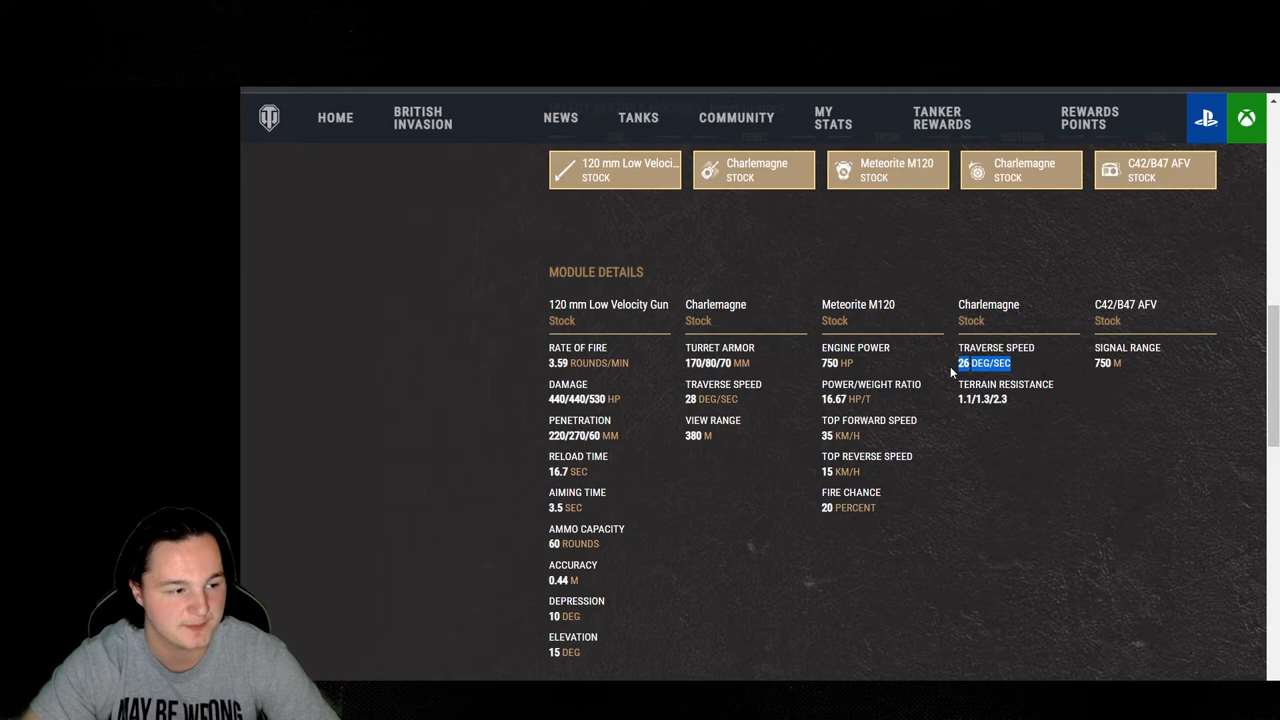 HOME
BRITISH
INVASION
NEWS
TANKS
COMMUNITY
MY
STATS
TANKER
REWARDS
REWARDS
POINTS
120 mm Low Veloci...
STOCK
Charlemagne
STOCK
Meteorite M120
STOCK
Charlemagne
STOCK
C42/B47 AFV
STOCK
MODULE DETAILS
120 mm Low Velocity Gun
Stock
RATE OF FIRE
3.59 ROUNDS/MIN
DAMAGE
440/440/530 HP
PENETRATION
220/270/60 MM
RELOAD TIME
16.7 SEC
AIMING TIME
3.5 SEC
AMMO CAPACITY
60 ROUNDS
ACCURACY
0.44 M
DEPRESSION
10 DEG
ELEVATION
15 DEG
Charlemagne
Stock
TURRET ARMOR
170/80/70 MM
TRAVERSE SPEED
28 DEG/SEC
VIEW RANGE
380 M
Meteorite M120
Stock
ENGINE POWER
750 HP
POWER/WEIGHT RATIO
16.67 HP/T
TOP FORWARD SPEED
35 KM/H
TOP REVERSE SPEED
15 KM/H
FIRE CHANCE
20 PERCENT
Charlemagne
Stock
TRAVERSE SPEED
26 DEG/SEC
TERRAIN RESISTANCE
1.1/1.3/2.3
C42/B47 AFV
Stock
SIGNAL RANGE
750 M
MAY BE WRONG